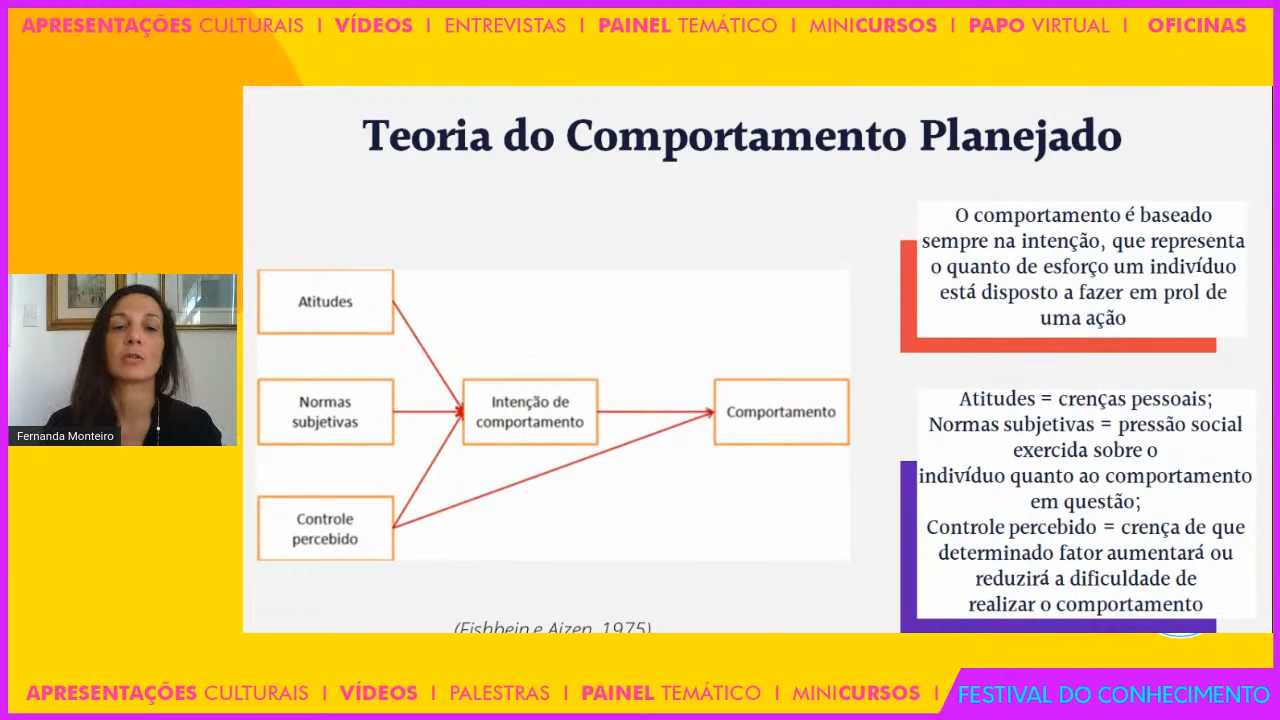 APRESENTAÇÕES CULTURAIS I VÍDEOS I ENTREVISTAS I PAINEL TEMÁTICO I MINICURSOS I PAPO VIRTUAL I OFICINAS
Teoria do Comportamento Planejado
O comportamento é baseado
sempre na intenção, que representa
o quanto de esforço um indivíduo
está disposto a fazer em prol de
uma ação
Atitudes
Normas
subjetivas
Intenção de
comportamento
Comportamento
Controle
percebido
Atitudes = crenças pessoais;
Normas subjetivas = pressão social
exercida sobre o
indivíduo quanto ao comportamento
em questão;
Controle percebido = crença de que
determinado fator aumentará ou
reduzirá a dificuldade de
realizar o comportamento
Fernanda Monteiro
(Fishbein e Ajzen, 1975)
APRESENTAÇÕES CULTURAIS I VÍDEOS I PALESTRAS I PAINEL TEMÁTICO I MINICURSOS I
FESTIVAL DO CONHECIMENTO